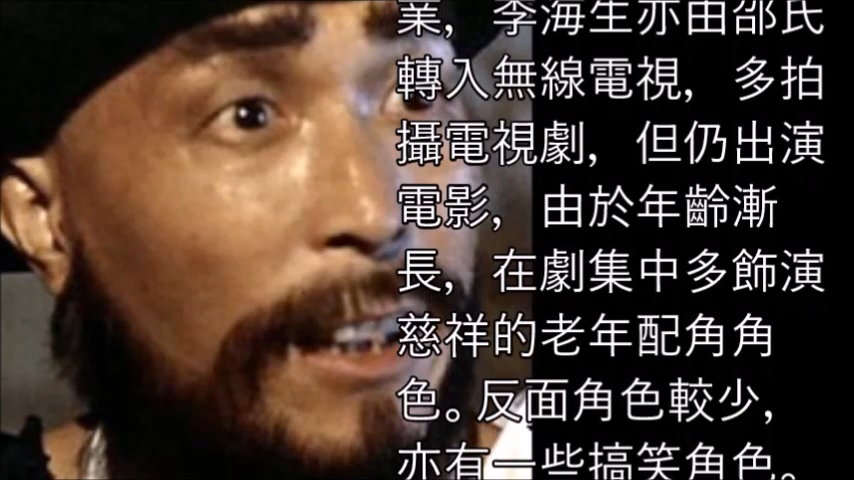 業，李海生亦由邵氏
轉入無線電視，多拍
攝電視劇，但仍出演
電影，由於年齡漸
長，在劇集中多飾演
慈祥的老年配角角
色。反面角色較少，
亦有一些搞笑角色。